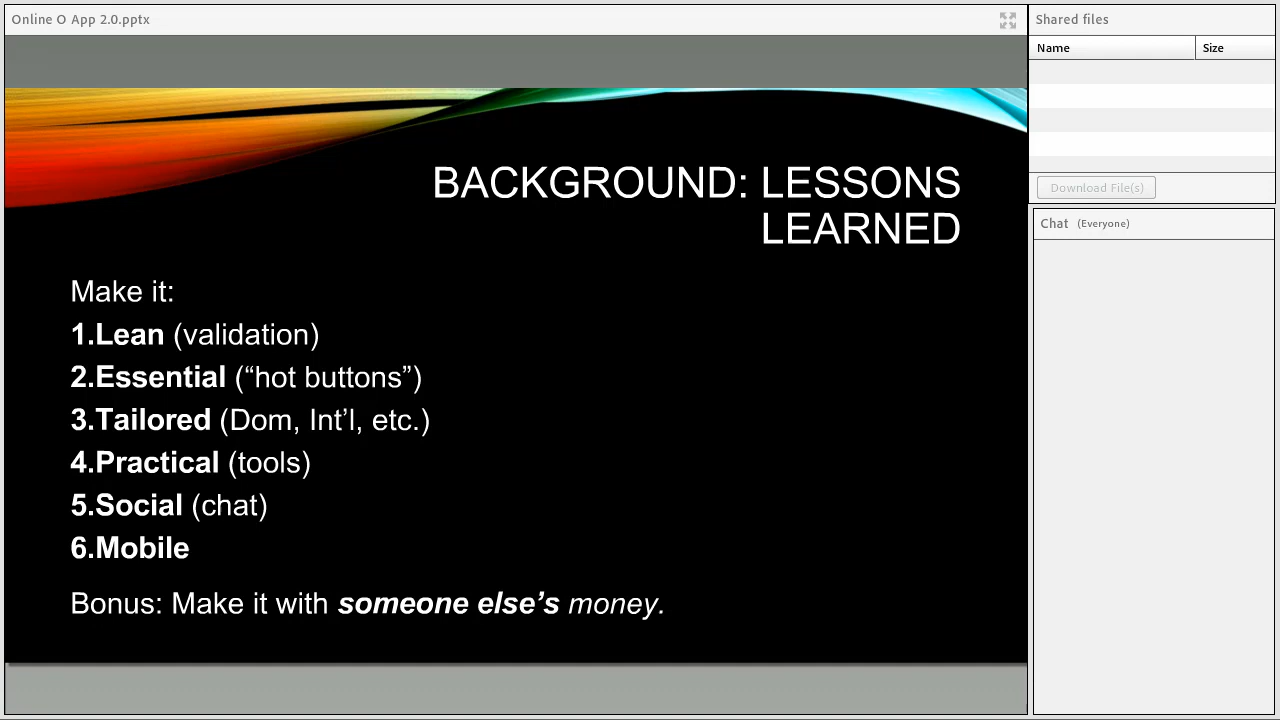 Online O App 2.0.pptx
BACKGROUND: LESSONS
LEARNED
Make it:
1.Lean (validation)
2.Essential (“hot buttons”)
3.Tailored (Dom, Int’l, etc.)
4.Practical (tools)
5.Social (chat)
6.Mobile
Bonus: Make it with someone else’s money.
Shared files
Name Size
Download File(s)
Chat (Everyone)